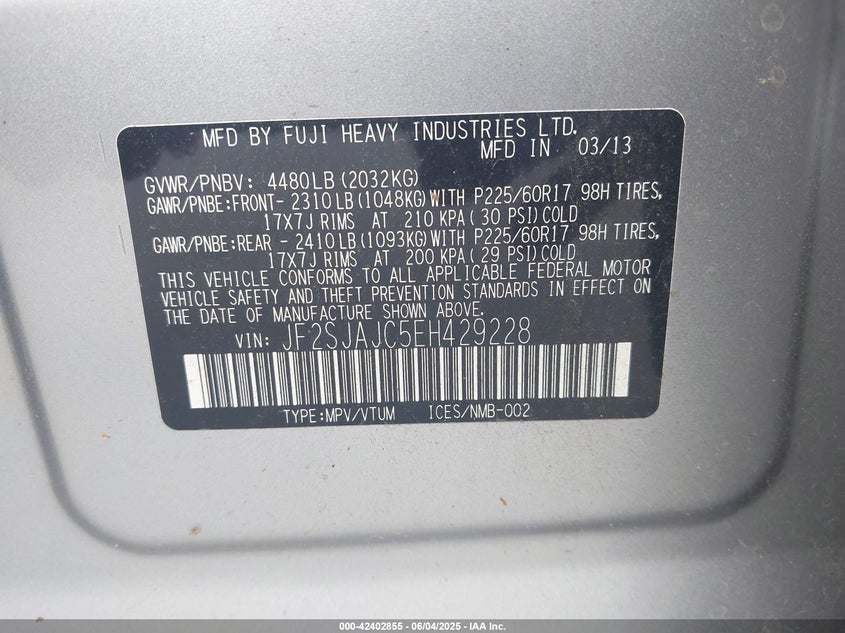 MFD BY FUJI HEAVY INDUSTRIES LTD.
MFD IN 03/13
GVWR/PNBV: 4480LB(2032KG)
GAWR/PNBE:FRONT- 2310LB(1048KG)WITH P225/60R17 98H TIRES,
17X7J RIMS AT 210 KPA( 30 PSI)COLD
GAWR/PNBE:REAR - 2410LB(1093KG)WITH P225/60R17 98H TIRES,
17X7J RIMS AT 200 KPA( 29 PSI)COLD
THIS VEHICLE CONFORMS TO ALL APPLICABLE FEDERAL MOTOR
VEHICLE SAFETY AND THEFT PREVENTION STANDARDS IN EFFECT ON
THE DATE OF MANUFACTURE SHOWN ABOVE.
VIN: JF2SJAJC5EH429228
TYPE:MPV/VTUM ICES/NMB-002
000-42402855 - 06/04/2025 - IAA Inc.